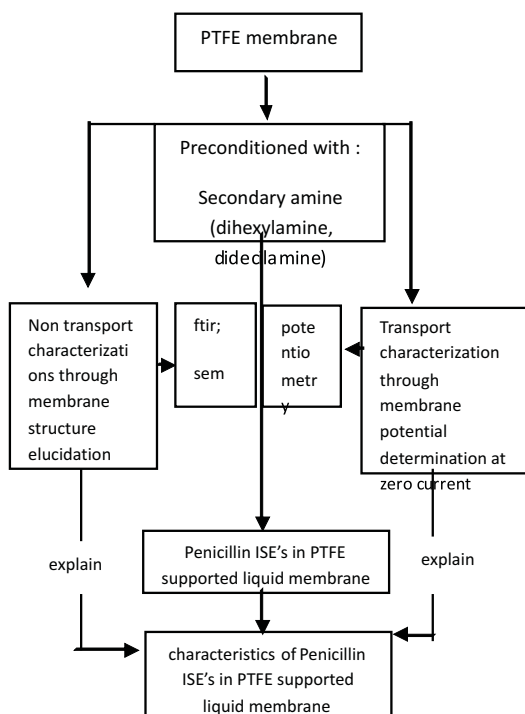 PTFE membrane
Preconditioned with :
Secondary amine
(dihexylamine,
didecilamine)
Non transport
characterizati
ons through
membrane
structure
elucidation
ftir;
sem
pote
ntio
metr
y
Transport
characterization
through
membrane
potential
determination at
zero current
explain
explain
Penicillin ISE's in PTFE
supported liquid membrane
characteristics of Penicillin
ISE's in PTFE supported
liquid membrane